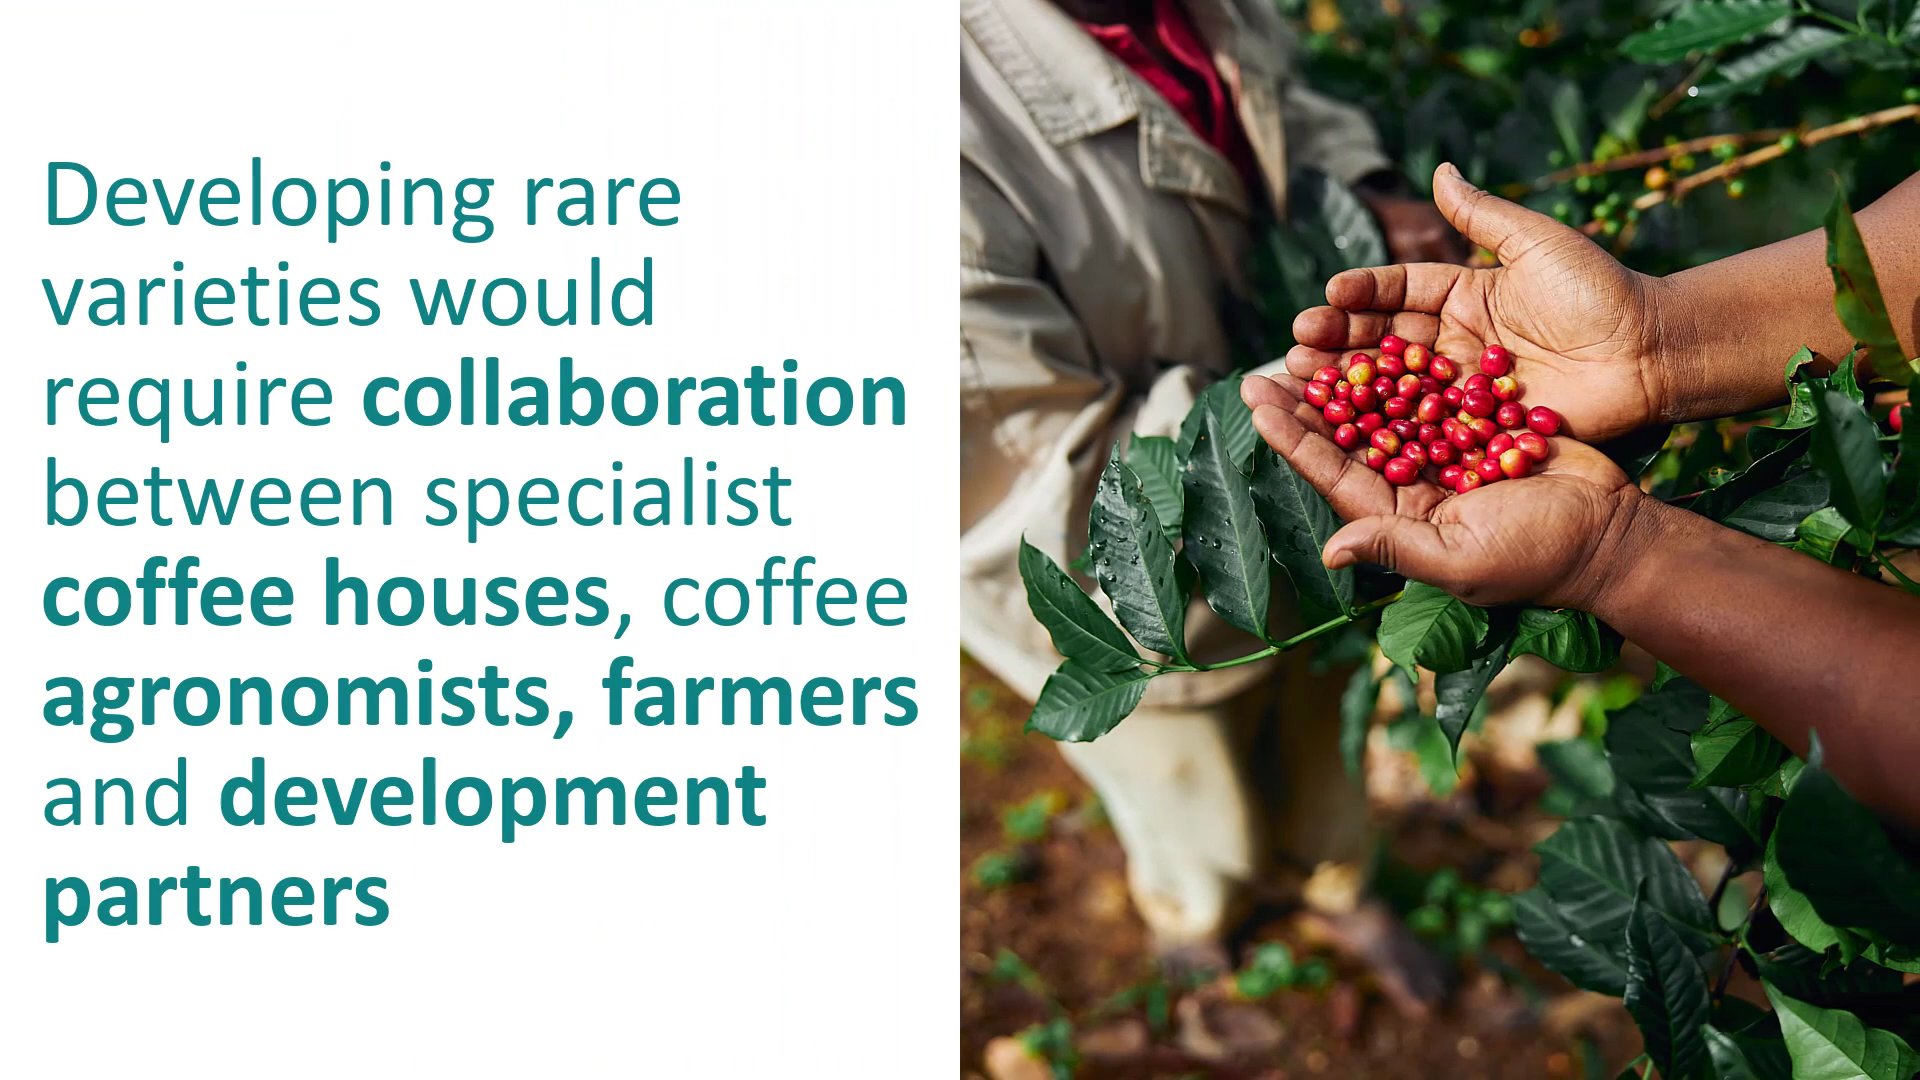 Developing rare
varieties would
require collaboration
between specialist
coffee houses, coffee
agronomists, farmers
and development
partners